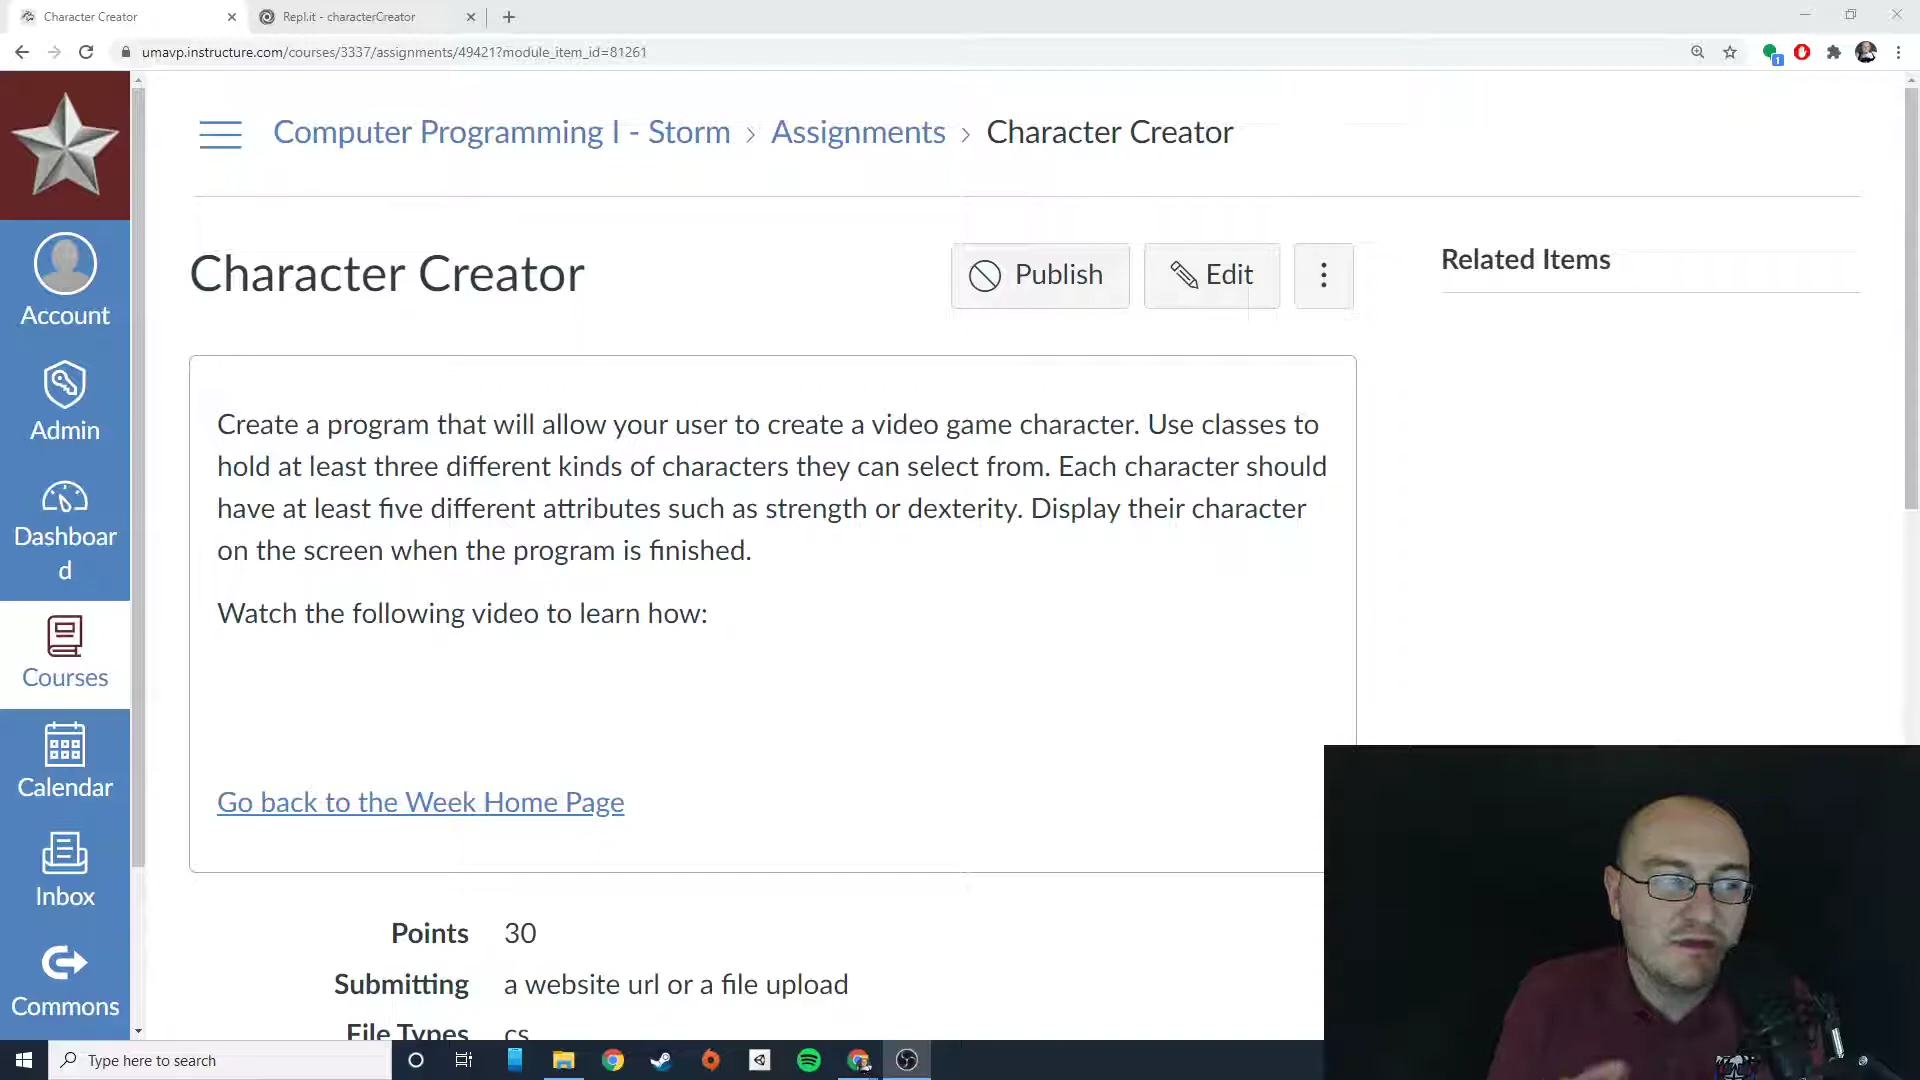 Character Creator
Repl.it - characterCreator
umavp.instructure.com/courses/3337/assignments/49421?module_item_id=81261
1
Computer Programming I - Storm > Assignments > Character Creator
Character Creator
Publish
Edit
Related Items
Account
Admin
Dashboar
d
Courses
Calendar
Inbox
Commons
Create a program that will allow your user to create a video game character. Use classes to
hold at least three different kinds of characters they can select from. Each character should
have at least five different attributes such as strength or dexterity. Display their character
on the screen when the program is finished.
Watch the following video to learn how:
Go back to the Week Home Page
Points 30
Submitting a website url or a file upload
File Types cs
Type here to search